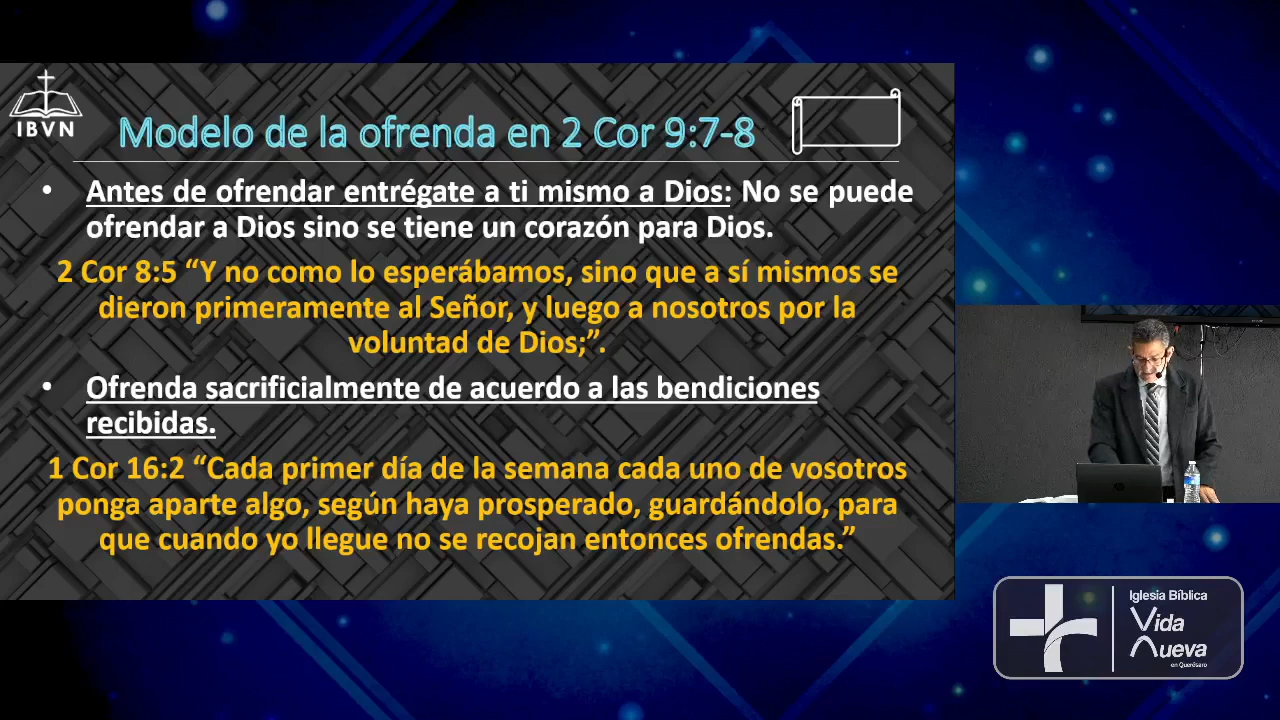 IBVN
Modelo de la ofrenda en 2 Cor 9:7-8
• Antes de ofrendar entrégate a ti mismo a Dios: No se puede
ofrendar a Dios sino se tiene un corazón para Dios.
2 Cor 8:5 “Y no como lo esperábamos, sino que a sí mismos se
dieron primeramente al Señor, y luego a nosotros por la
voluntad de Dios;”.
• Ofrenda sacrificialmente de acuerdo a las bendiciones
recibidas.
1 Cor 16:2 “Cada primer día de la semana cada uno de vosotros
ponga aparte algo, según haya prosperado, guardándolo, para
que cuando yo llegue no se recojan entonces ofrendas.”
Iglesia Bíblica
Vida
Nueva
en Querétaro